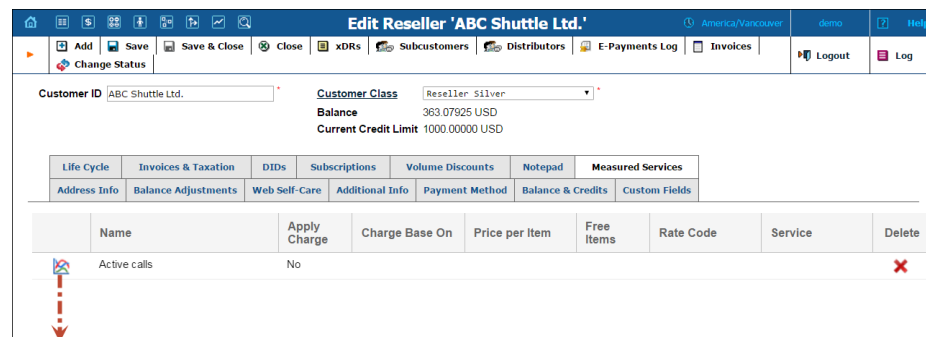 Edit Reseller 'ABC Shuttle Ltd.'
America/Vancouver
demo
? Help
Add
Save
Save & Close
Close
xDRs
Subcustomers
Distributors
E-Payments Log
Invoices
Change Status
Logout
Log
Customer ID ABC Shuttle Ltd. *
Customer Class Reseller Silver *
Balance 363.07925 USD
Current Credit Limit 1000.00000 USD
Life Cycle Invoices & Taxation DIDs Subscriptions Volume Discounts Notepad Measured Services
Address Info Balance Adjustments Web Self-Care Additional Info Payment Method Balance & Credits Custom Fields
Name Apply Charge Charge Base On Price per Item Free Items Rate Code Service Delete
Active calls No